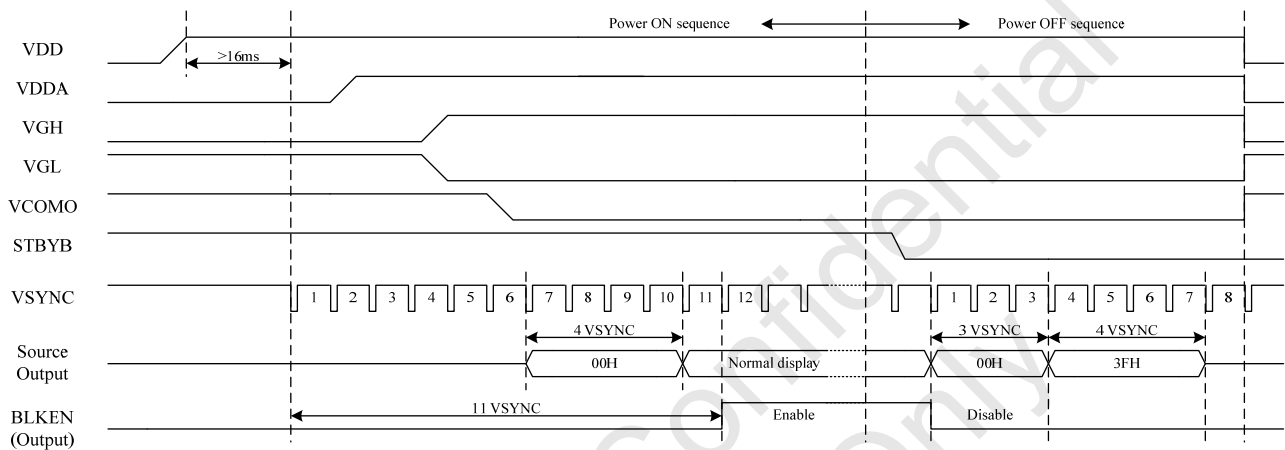 Power ON sequence
Power OFF sequence
VDD
>16ms
VDDA
VGH
VGL
VCOMO
STBYB
VSYNC
1 2 3 4 5 6 7 8 9 10 11 12 1 2 3 4 5 6 7 8
4 VSYNC
3 VSYNC
4 VSYNC
Source
Output
00H
Normal display
00H
3FH
11 VSYNC
Enable
Disable
BLKEN
(Output)
Confidential
Only